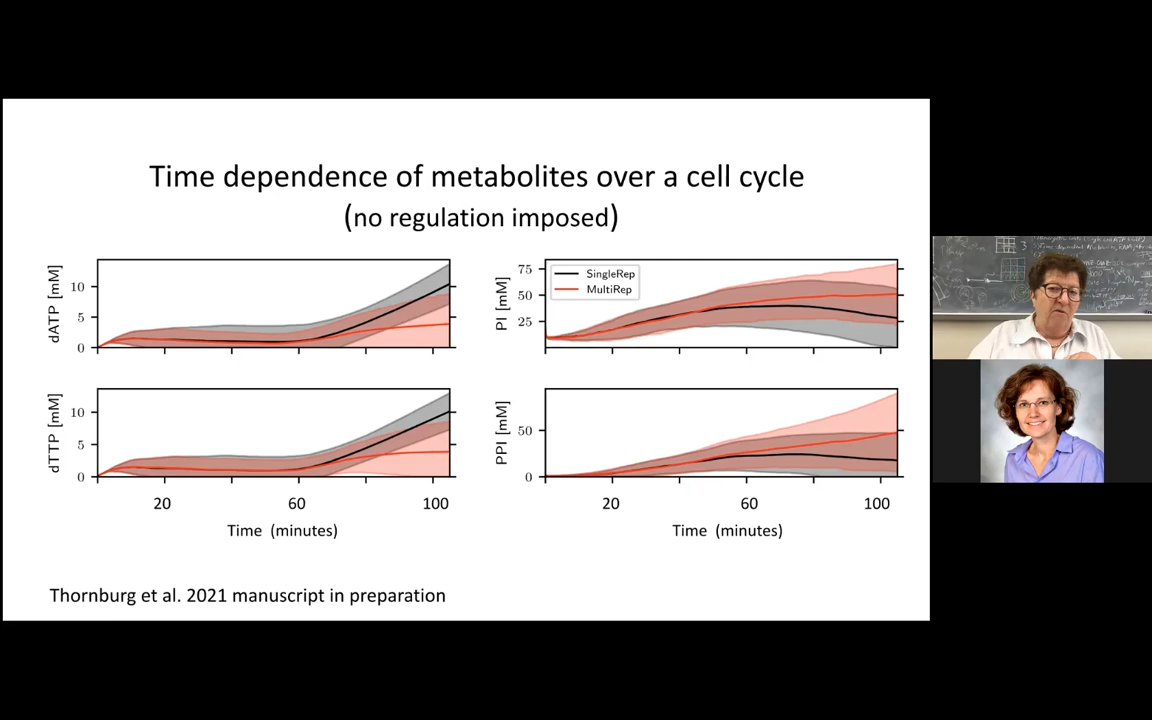 Time dependence of metabolites over a cell cycle
(no regulation imposed)
dATP [mM]
10
5
0
PI [mM]
75
50
25
SingleRep
MultiRep
dTTP [mM]
10
5
0
20
60
100
Time (minutes)
PPI [mM]
50
0
20
60
100
Time (minutes)
Thornburg et al. 2021 manuscript in preparation
3